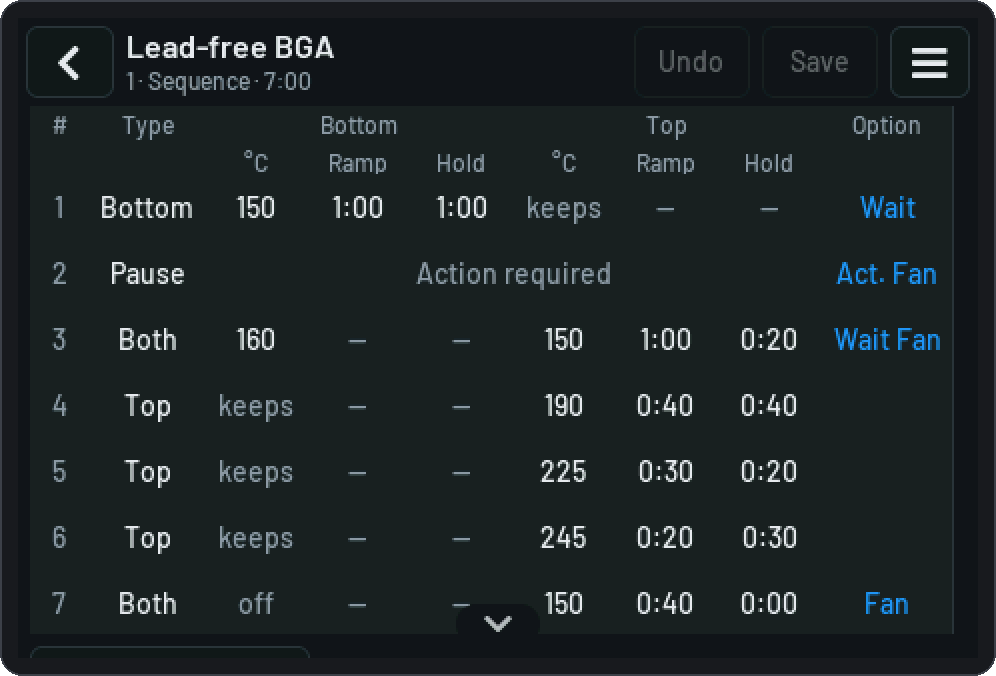 Lead-free BGA
1 · Sequence · 7:00
Undo Save
# Type Bottom Top Option
°C Ramp Hold °C Ramp Hold
1 Bottom 150 1:00 1:00 keeps – – Wait
2 Pause Action required Act. Fan
3 Both 160 – – 150 1:00 0:20 Wait Fan
4 Top keeps – – 190 0:40 0:40
5 Top keeps – – 225 0:30 0:20
6 Top keeps – – 245 0:20 0:30
7 Both off – – 150 0:40 0:00 Fan